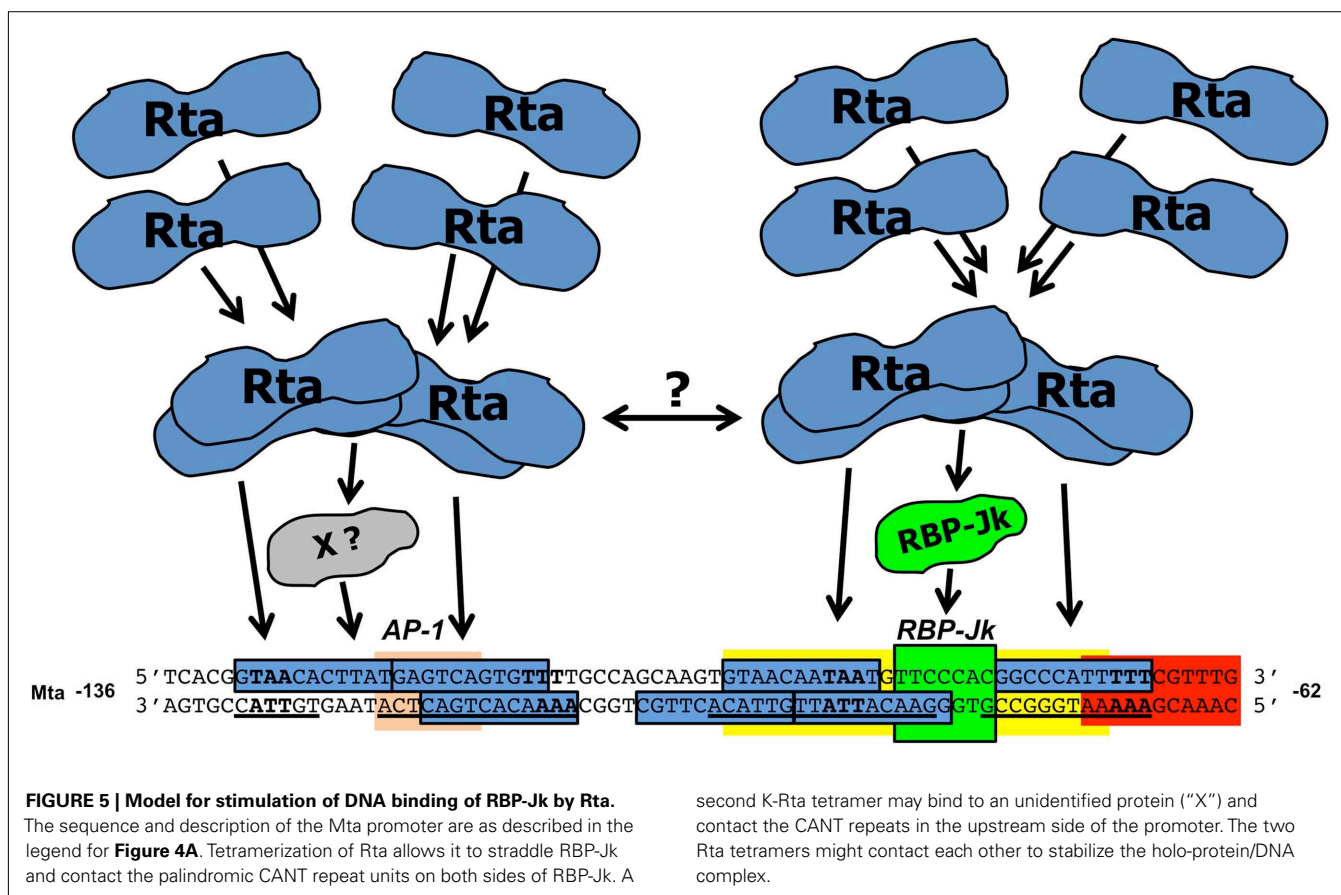 Rta
Rta
Rta
Rta
Rta
Rta
Rta
Rta
Rta
Rta
?
Rta
Rta
X ?
RBP-Jk
AP-1
RBP-Jk
Mta -136
5'TCACGGTAACACTTATGAGTCAGTGTTTTGCCAGCAAGTGTAACAATAATGTTCCCACGGCCCATTTTTCGTTTG 3'
3'AGTGCCATTGTGAATACTCAGTCACAAAACGGTCGTTCACATTGTTATTACAAGGGTGCCGGGTAAAAAGCAAAC 5'
-62
FIGURE 5 | Model for stimulation of DNA binding of RBP-Jk by Rta.
The sequence and description of the Mta promoter are as described in the
legend for Figure 4A. Tetramerization of Rta allows it to straddle RBP-Jk
and contact the palindromic CANT repeat units on both sides of RBP-Jk. A
second K-Rta tetramer may bind to an unidentified protein ("X") and
contact the CANT repeats in the upstream side of the promoter. The two
Rta tetramers might contact each other to stabilize the holo-protein/DNA
complex.